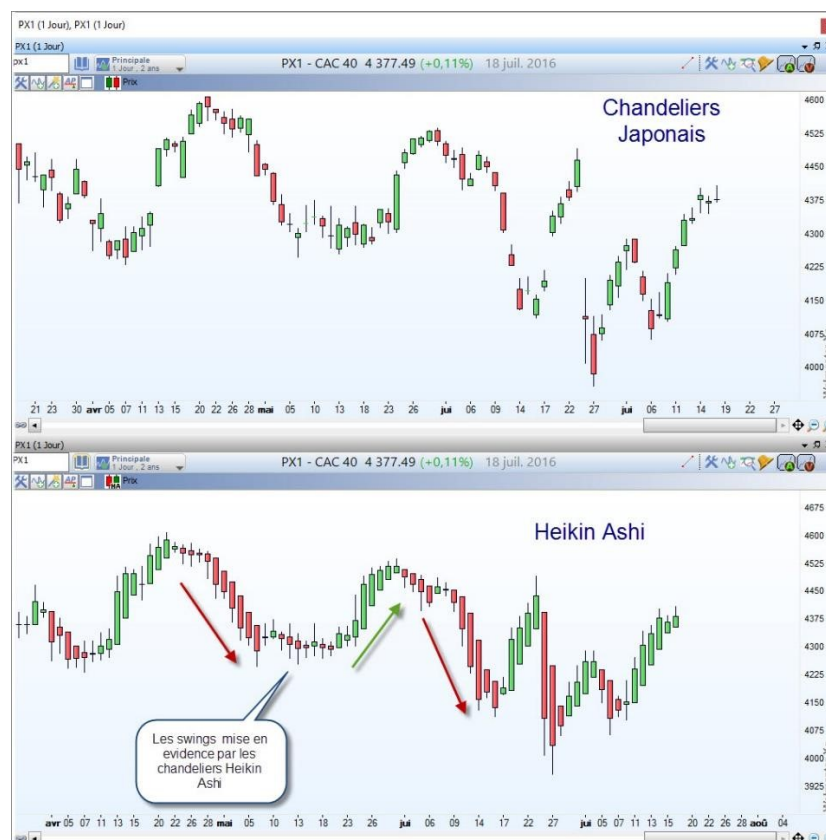 PX1 (1 Jour), PX1 (1 Jour)
PX1 (1 Jour)
px1
Principale
1 Jour , 2 ans
PX1 - CAC 40 4 377.49 (+0,11%) 18 juil. 2016
Prix
Chandeliers
Japonais
4600
4525
4450
4375
4300
4225
4150
4075
4000
21 23 30 avr 05 07 11 13 15 20 22 26 28 mai 05 10 13 18 23 26 jui 06 09 14 17 22 27 jui 06 11 14 19 22 27
PX1 (1 Jour)
PX1
Principale
1 Jour , 2 ans
PX1 - CAC 40 4 377.49 (+0,11%) 18 juil. 2016
Prix
Heikin Ashi
4675
4600
4525
4450
4375
4300
4225
4150
4075
4000
3925
Les swings mise en
evidence par les
chandeliers Heikin
Ashi
avr 05 07 11 13 15 20 22 26 28 mai 05 10 13 18 23 26 jui 06 09 14 17 22 27 jui 05 07 11 13 15 20 22 26 28 aoû 04